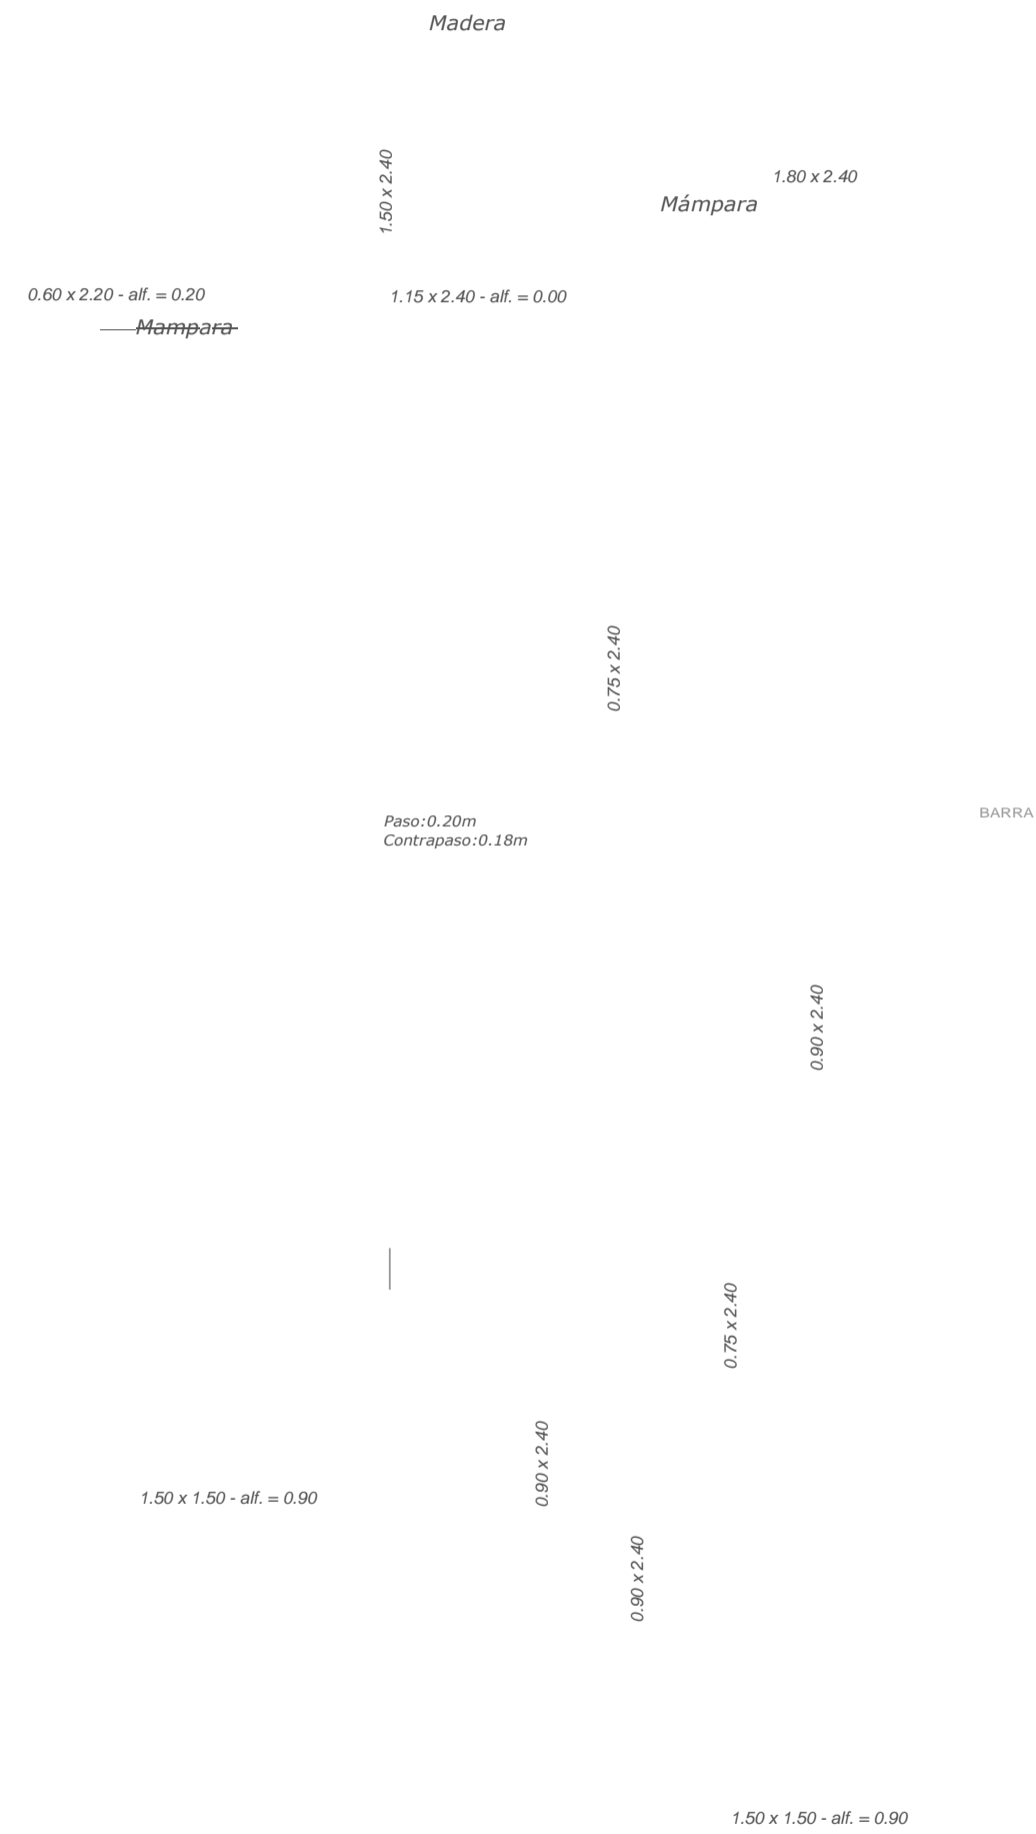 Madera
1.50 x 2.40
1.80 x 2.40
Mámpara
0.60 x 2.20 - alf. = 0.20
1.15 x 2.40 - alf. = 0.00
Mampara
0.75 x 2.40
BARRA
Paso:0.20m
Contrapaso:0.18m
0.90 x 2.40
0.75 x 2.40
0.90 x 2.40
1.50 x 1.50 - alf. = 0.90
0.90 x 2.40
1.50 x 1.50 - alf. = 0.90